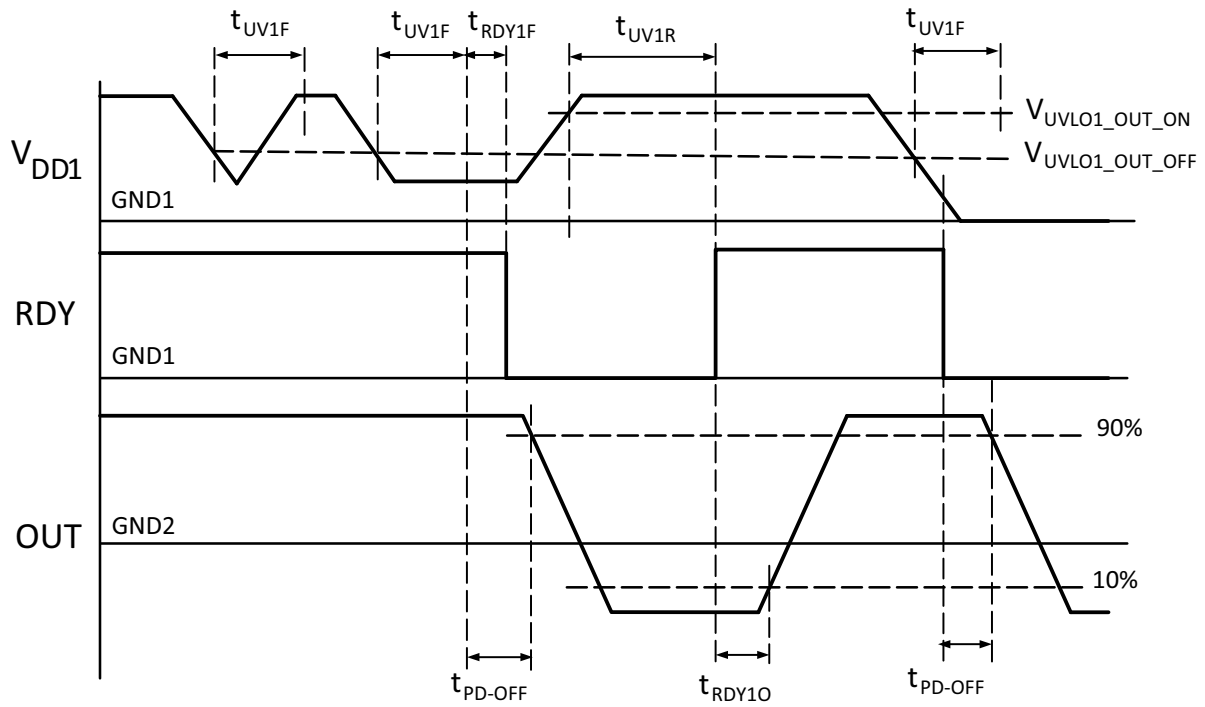 tUV1F
tUV1F
tRDY1F
tUV1R
tUV1F
VUVLO1_OUT_ON
VDD1
VUVLO1_OUT_OFF
GND1
RDY
GND1
90%
OUT
GND2
10%
tPD-OFF
tRDY1O
tPD-OFF